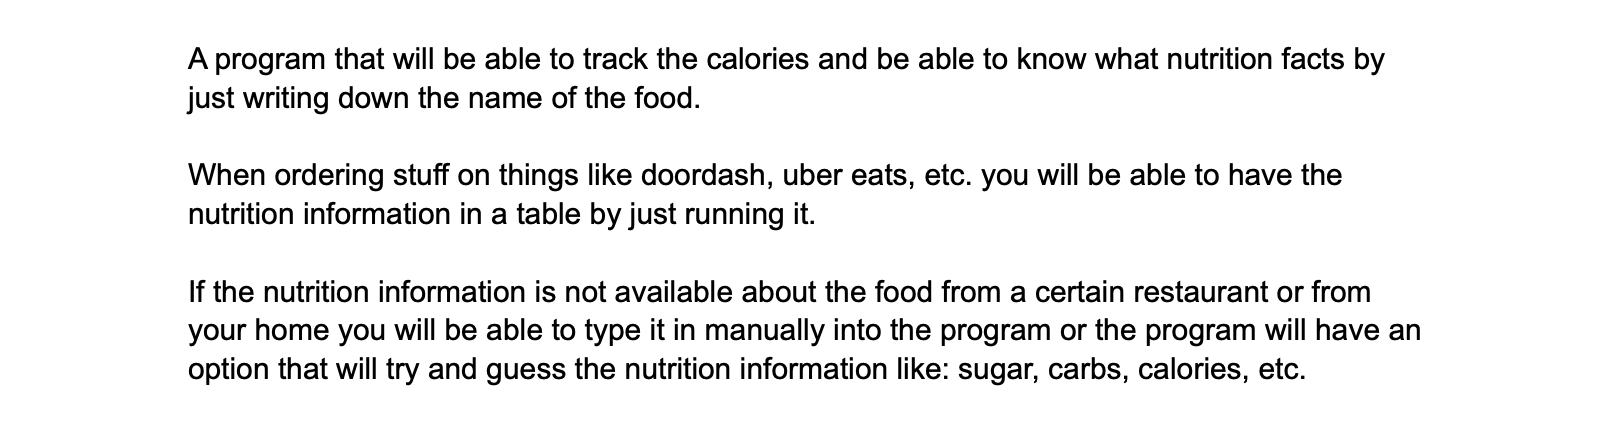 A program that will be able to track the calories and be able to know what nutrition facts by
just writing down the name of the food.
When ordering stuff on things like doordash, uber eats, etc. you will be able to have the
nutrition information in a table by just running it.
If the nutrition information is not available about the food from a certain restaurant or from
your home you will be able to type it in manually into the program or the program will have an
option that will try and guess the nutrition information like: sugar, carbs, calories, etc.